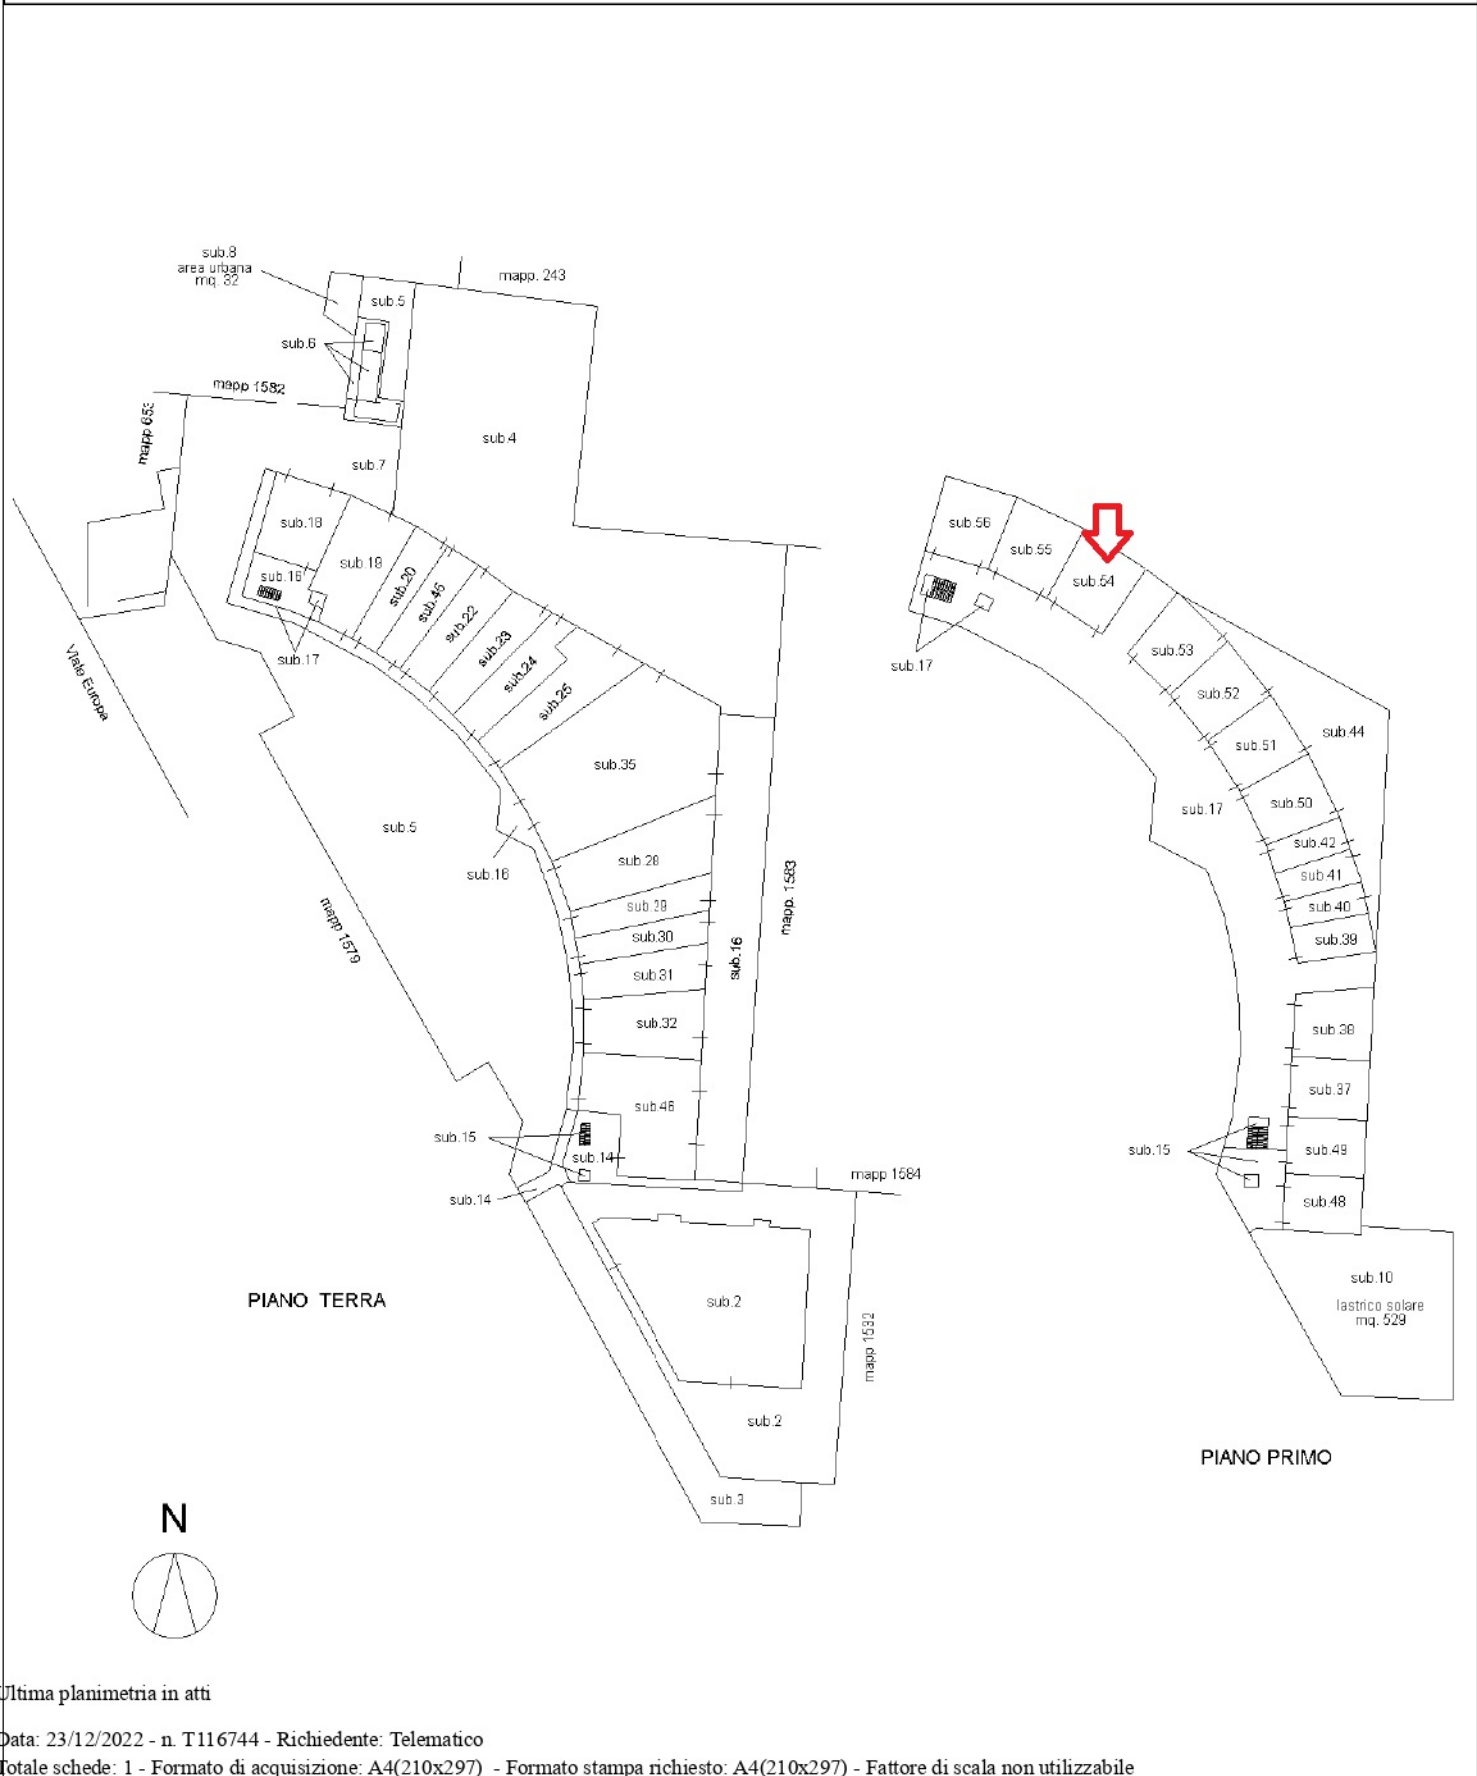 sub.8
area urbana
mq. 32
mapp. 243
sub.5
sub.6
mapp 1582
mapp 653
sub.4
sub.7
sub.18
sub.19
sub.16
sub.20
sub.45
sub.22
sub.23
sub.24
sub.25
sub.17
Viale Europa
sub.35
sub.5
sub.16
sub.28
sub.29
sub.30
sub.31
sub.32
sub.16
mapp. 1583
mapp 1579
sub.46
sub.15
sub.14
sub.14
mapp 1584
sub.2
mapp 1532
sub.2
sub.3
PIANO TERRA
sub.56
sub.55
sub.54
sub.17
sub.53
sub.52
sub.51
sub.44
sub.50
sub.17
sub.42
sub.41
sub.40
sub.39
sub.38
sub.37
sub.15
sub.49
sub.48
sub.10
lastrico solare
mq. 529
PIANO PRIMO
N
Ultima planimetria in atti
Data: 23/12/2022 - n. T116744 - Richiedente: Telematico
Totale schede: 1 - Formato di acquisizione: A4(210x297) - Formato stampa richiesto: A4(210x297) - Fattore di scala non utilizzabile